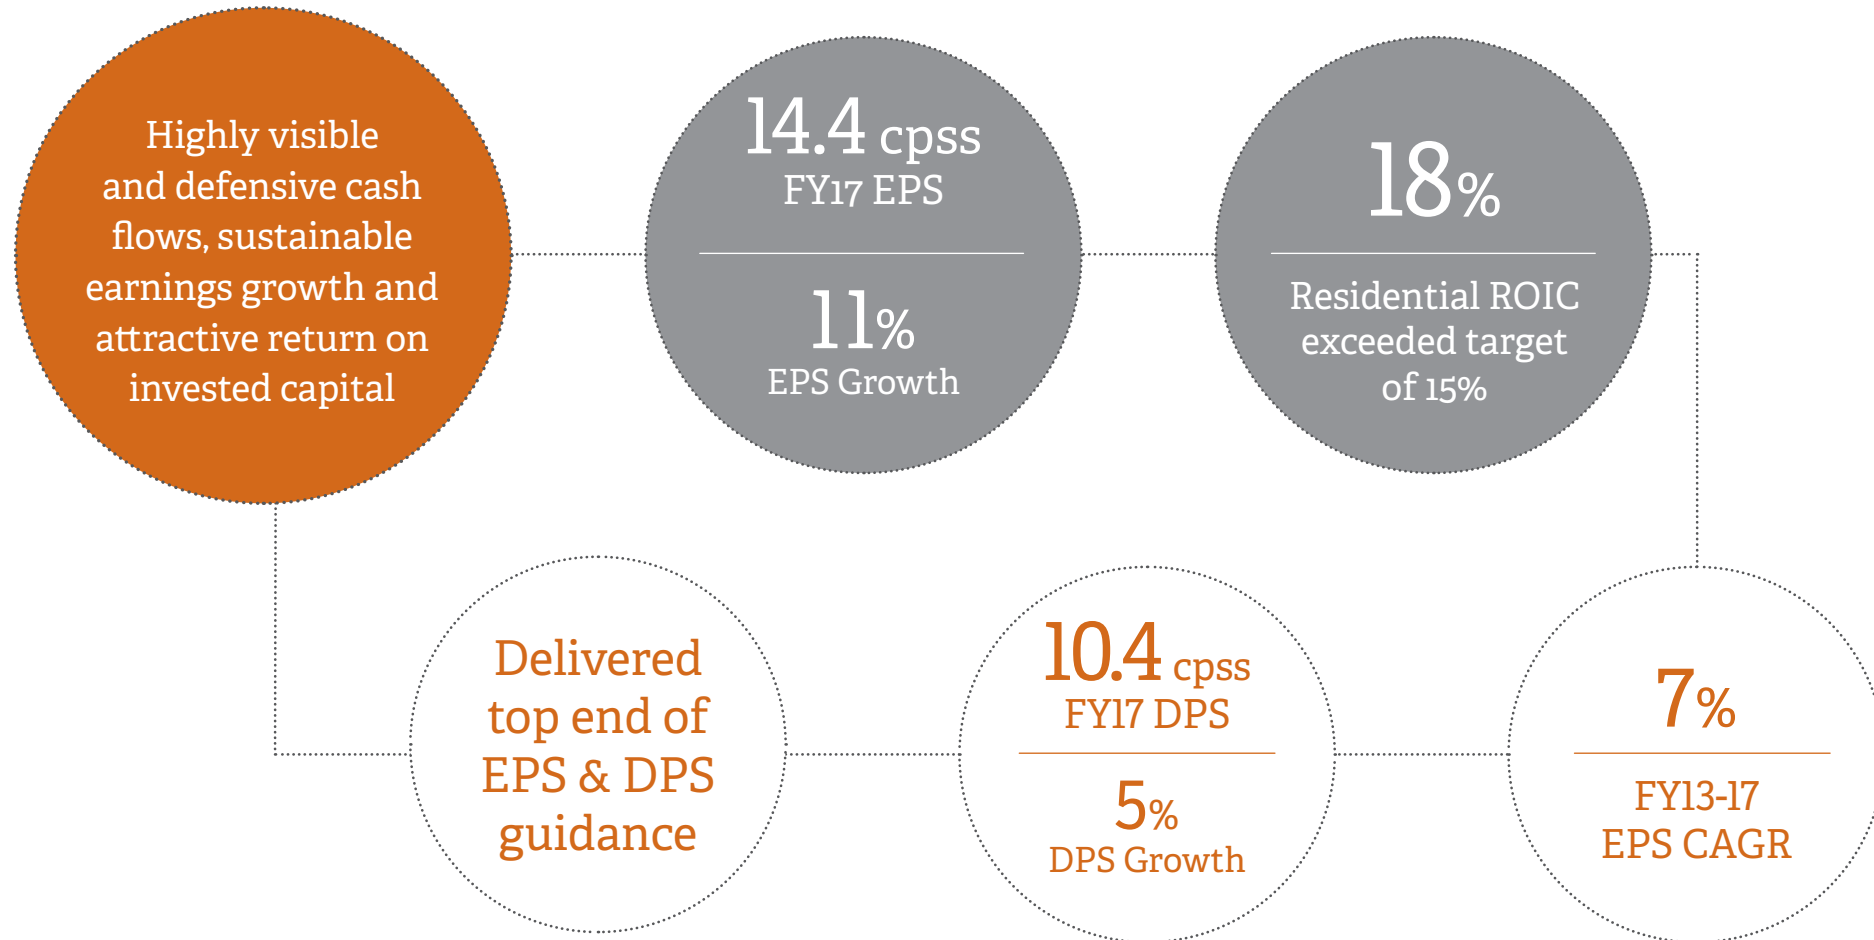 Highly visible
and defensive cash
flows, sustainable
earnings growth and
attractive return on
invested capital
14.4 cpss
FY17 EPS
11%
EPS Growth
18%
Residential ROIC
exceeded target
of 15%
Delivered
top end of
EPS & DPS
guidance
10.4 cpss
FY17 DPS
5%
DPS Growth
7%
FY13-17
EPS CAGR